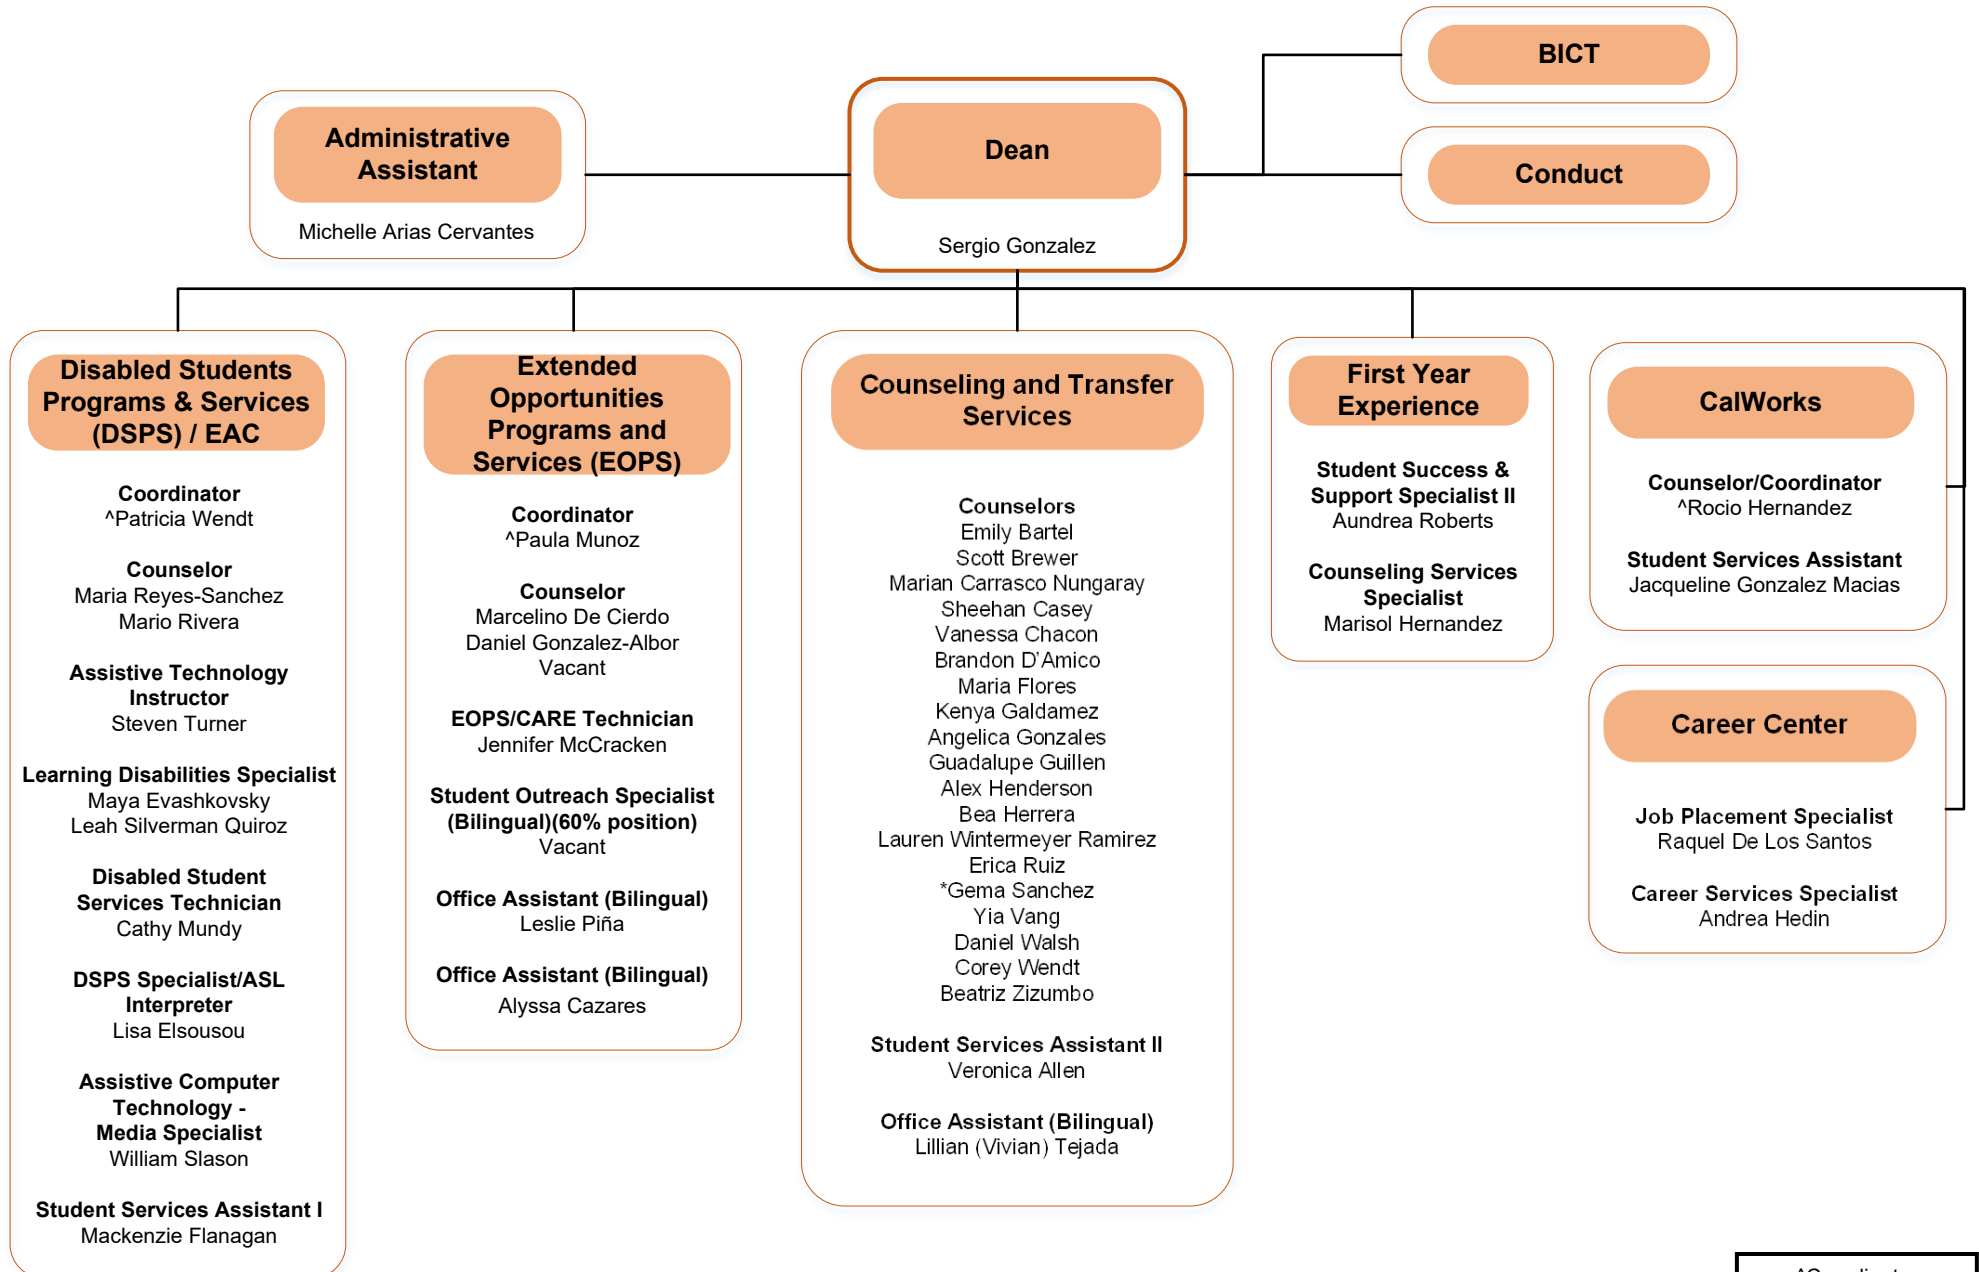 BICT
Administrative
Assistant
Michelle Arias Cervantes
Dean
Sergio Gonzalez
Conduct
Disabled Students
Programs & Services
(DSPS) / EAC
Coordinator
^Patricia Wendt
Counselor
Maria Reyes-Sanchez
Mario Rivera
Assistive Technology
Instructor
Steven Turner
Learning Disabilities Specialist
Maya Evashkovsky
Leah Silverman Quiroz
Disabled Student
Services Technician
Cathy Mundy
DSPS Specialist/ASL
Interpreter
Lisa Elsousou
Assistive Computer
Technology -
Media Specialist
William Slason
Student Services Assistant I
Mackenzie Flanagan
Extended
Opportunities
Programs and
Services (EOPS)
Coordinator
^Paula Munoz
Counselor
Marcelino De Cierdo
Daniel Gonzalez-Albor
Vacant
EOPS/CARE Technician
Jennifer McCracken
Student Outreach Specialist
(Bilingual)(60% position)
Vacant
Office Assistant (Bilingual)
Leslie Piña
Office Assistant (Bilingual)
Alyssa Cazares
Counseling and Transfer
Services
Counselors
Emily Bartel
Scott Brewer
Marian Carrasco Nungaray
Sheehan Casey
Vanessa Chacon
Brandon D'Amico
Maria Flores
Kenya Galdamez
Angelica Gonzales
Guadalupe Guillen
Alex Henderson
Bea Herrera
Lauren Wintermeyer Ramirez
Erica Ruiz
*Gema Sanchez
Yia Vang
Daniel Walsh
Corey Wendt
Beatriz Zizumbo
Student Services Assistant II
Veronica Allen
Office Assistant (Bilingual)
Lillian (Vivian) Tejada
First Year
Experience
Student Success &
Support Specialist II
Aundrea Roberts
Counseling Services
Specialist
Marisol Hernandez
CalWorks
Counselor/Coordinator
^Rocio Hernandez
Student Services Assistant
Jacqueline Gonzalez Macias
Career Center
Job Placement Specialist
Raquel De Los Santos
Career Services Specialist
Andrea Hedin